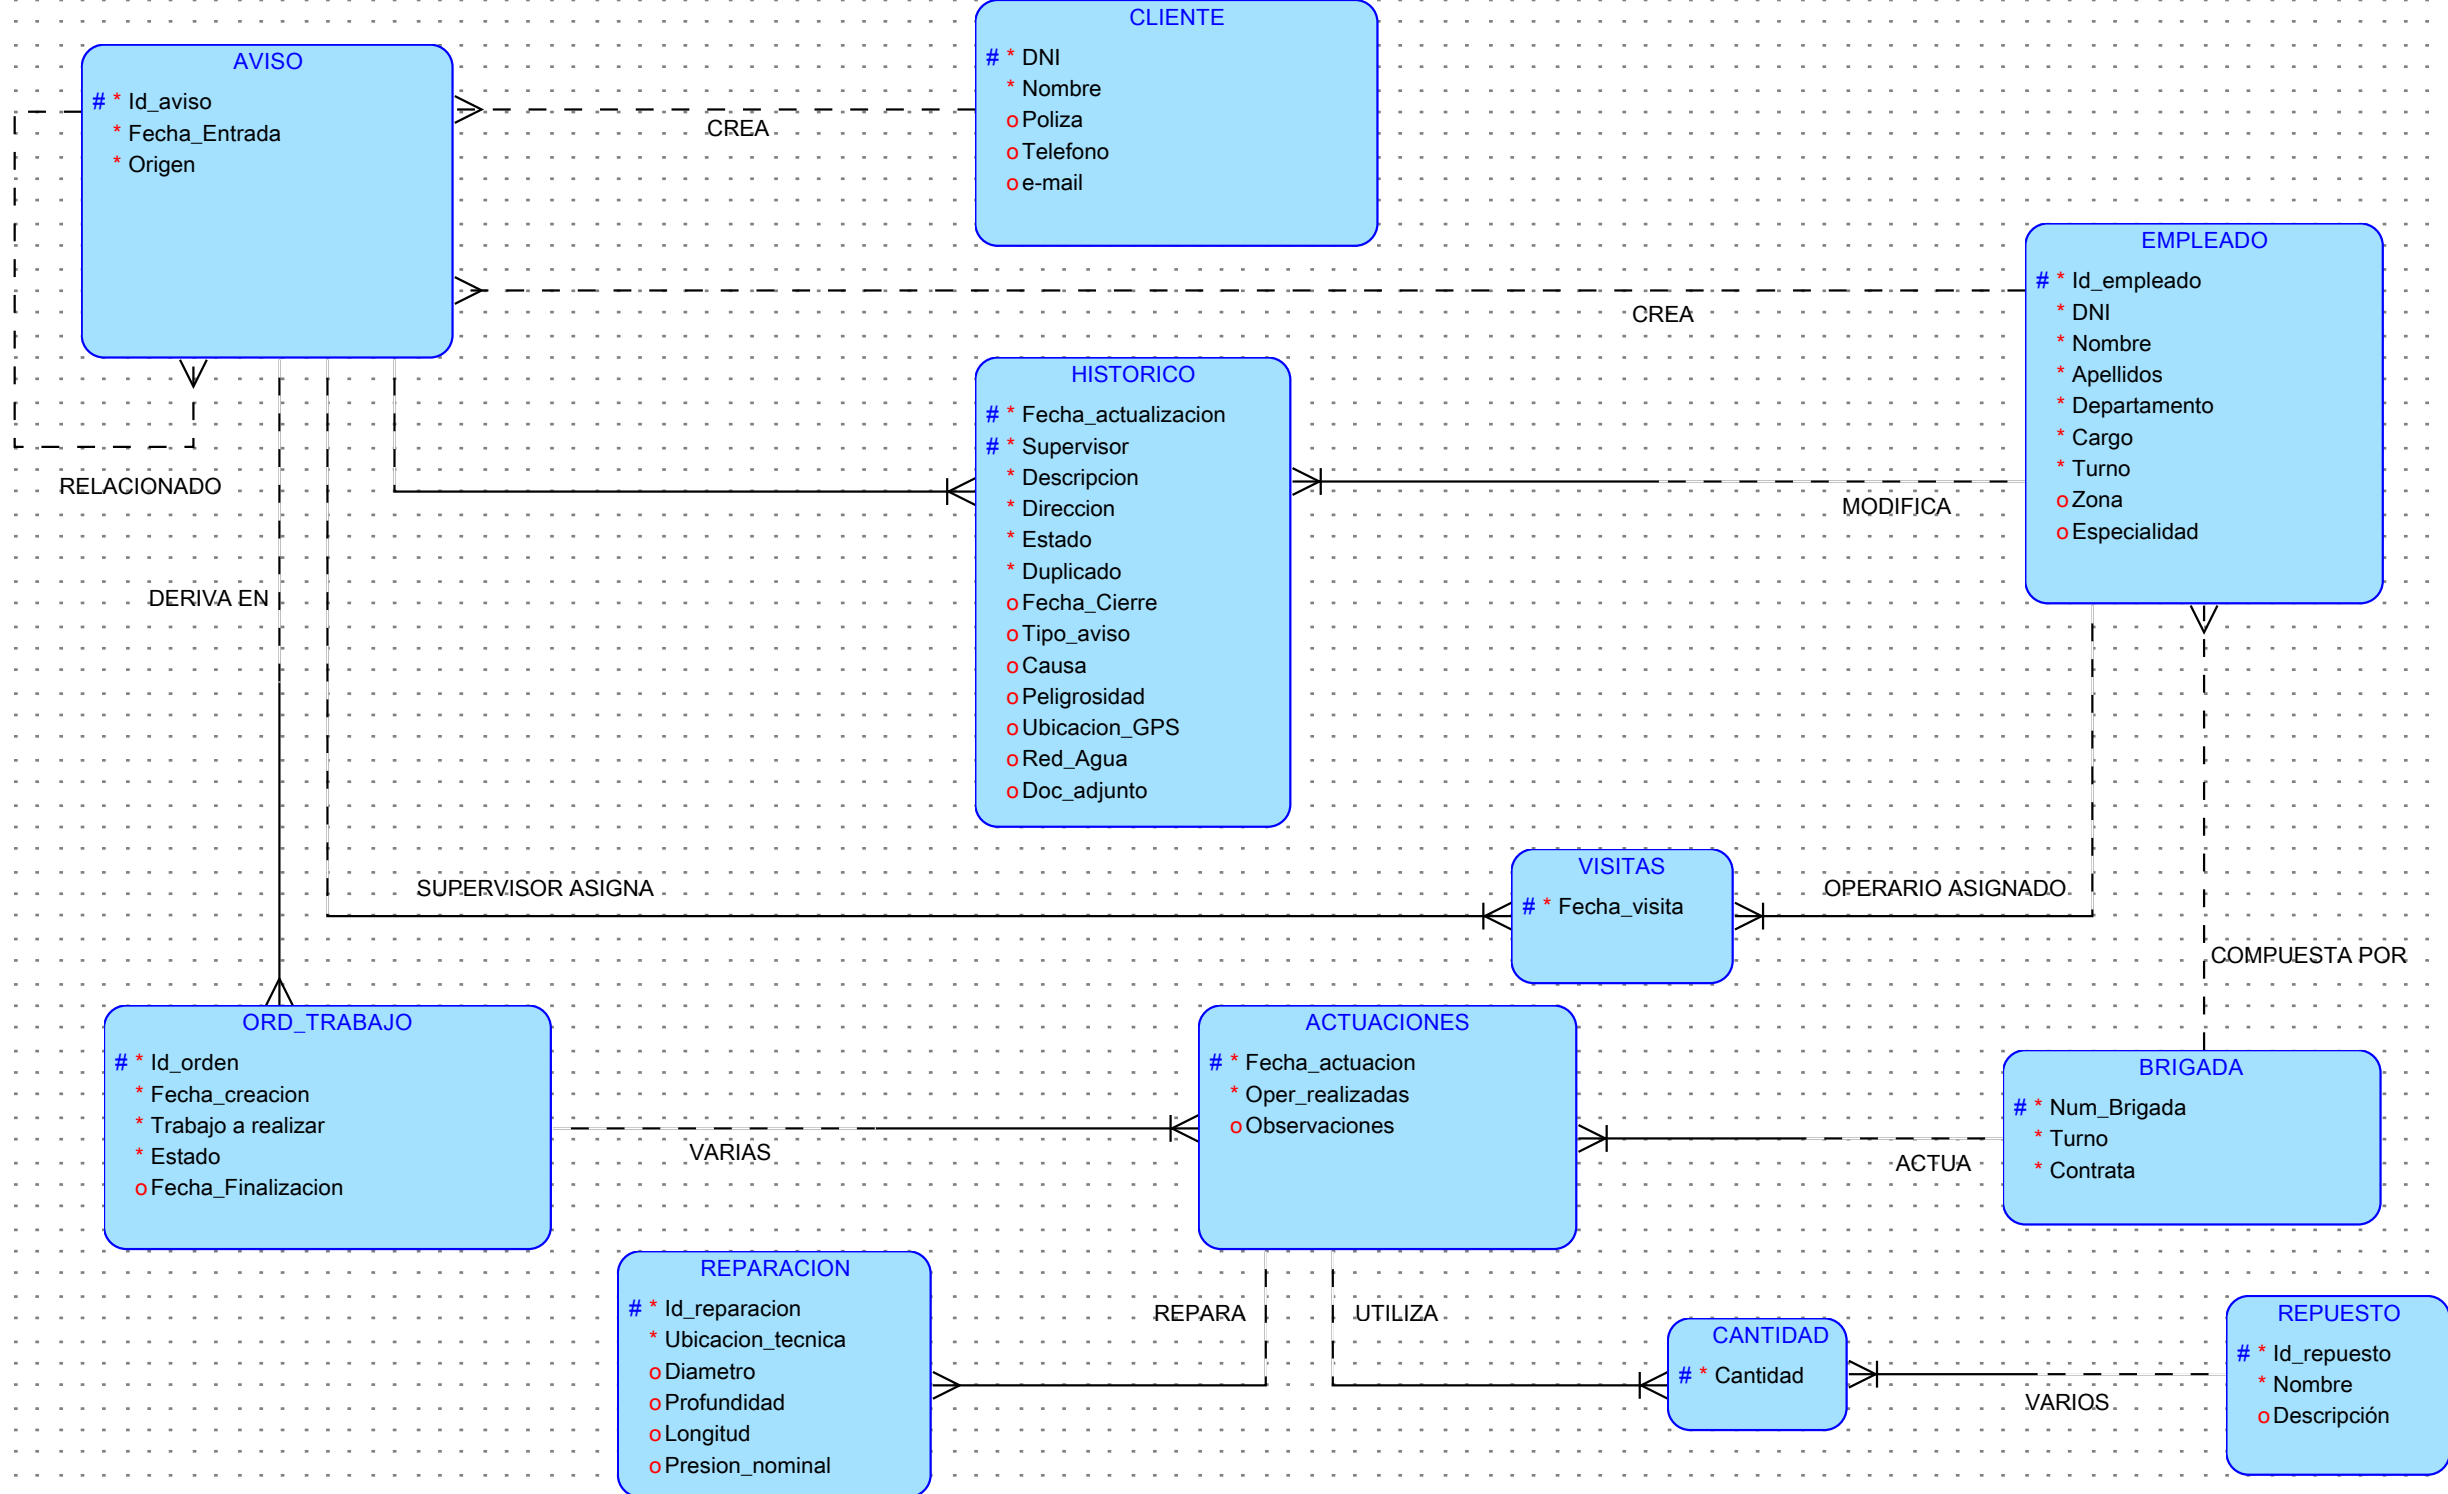 CLIENTE
# * DNI
* Nombre
o Poliza
o Telefono
o e-mail
AVISO
# * Id_aviso
* Fecha_Entrada
* Origen
CREA
EMPLEADO
# * Id_empleado
* DNI
* Nombre
* Apellidos
* Departamento
* Cargo
* Turno
o Zona
o Especialidad
CREA
HISTORICO
# * Fecha_actualizacion
# * Supervisor
* Descripcion
* Direccion
* Estado
* Duplicado
o Fecha_Cierre
o Tipo_aviso
o Causa
o Peligrosidad
o Ubicacion_GPS
o Red_Agua
o Doc_adjunto
RELACIONADO
MODIFICA
DERIVA EN
VISITAS
# * Fecha_visita
SUPERVISOR ASIGNA
OPERARIO ASIGNADO
COMPUESTA POR
ORD_TRABAJO
# * Id_orden
* Fecha_creacion
* Trabajo a realizar
* Estado
o Fecha_Finalizacion
ACTUACIONES
# * Fecha_actuacion
* Oper_realizadas
o Observaciones
BRIGADA
# * Num_Brigada
* Turno
* Contrata
VARIAS
ACTUA
REPARACION
# * Id_reparacion
* Ubicacion_tecnica
o Diametro
o Profundidad
o Longitud
o Presion_nominal
REPARA
UTILIZA
CANTIDAD
# * Cantidad
REPUESTO
# * Id_repuesto
* Nombre
o Descripción
VARIOS